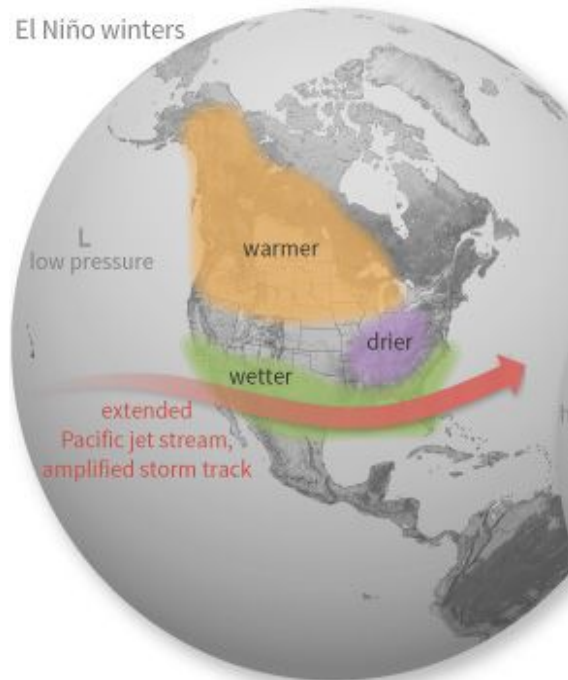 El Niño winters
warmer
L
low pressure
drier
wetter
extended
Pacific jet stream,
amplified storm track